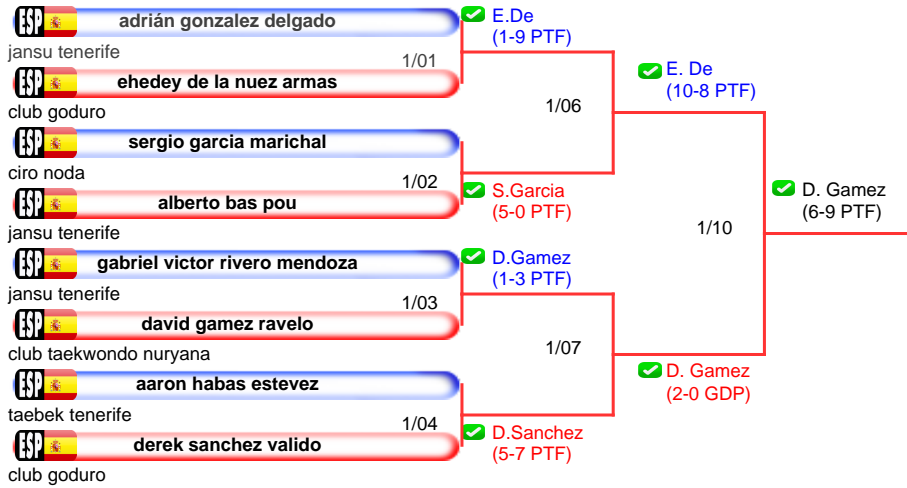 ESP adrián gonzalez delgado
E.De
(1-9 PTF)
jansu tenerife
1/01
ESP ehedey de la nuez armas
E. De
(10-8 PTF)
club goduro
1/06
ESP sergio garcia marichal
ciro noda
1/02
S.Garcia
(5-0 PTF)
D. Gamez
(6-9 PTF)
ESP alberto bas pou
jansu tenerife
1/10
ESP gabriel victor rivero mendoza
D.Gamez
(1-3 PTF)
jansu tenerife
1/03
ESP david gamez ravelo
club taekwondo nuryana
1/07
ESP aaron habas estevez
D. Gamez
(2-0 GDP)
taebek tenerife
1/04
ESP derek sanchez valido
D.Sanchez
(5-7 PTF)
club goduro